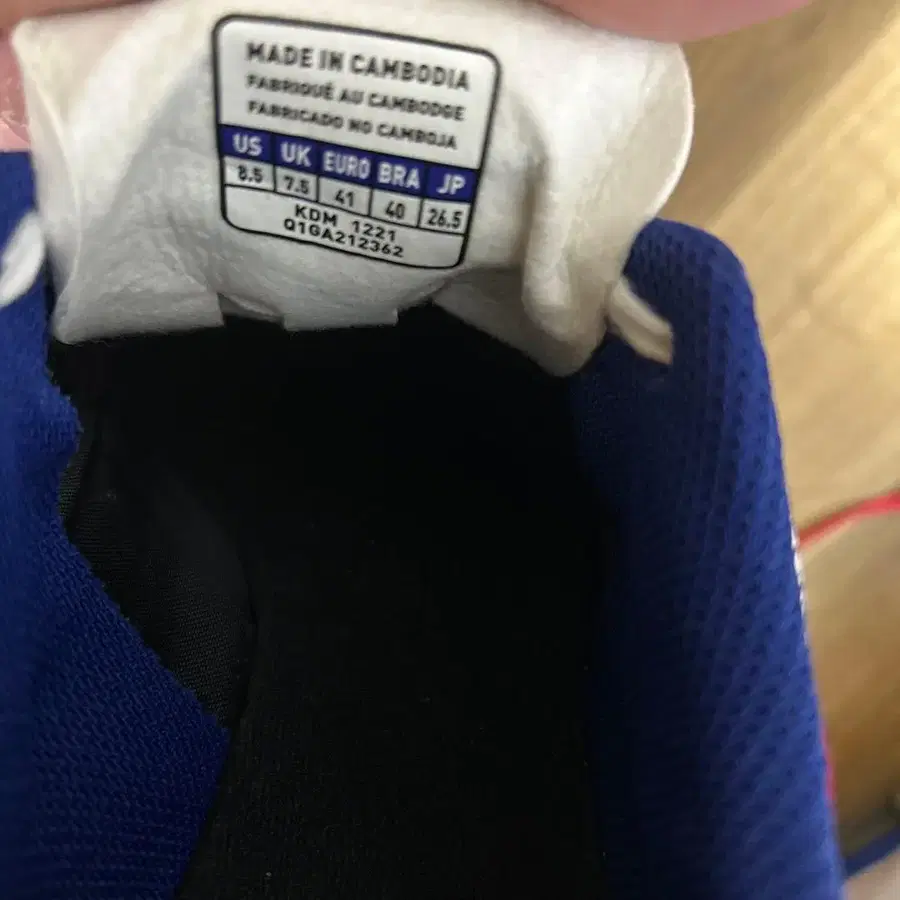 MADE IN CAMBODIA
FABRIQUÉ AU CAMBODGE
FABRICADO NO CAMBOJA
US UK EURO BRA JP
8.5 7.5 41 40 26.5
KDM 1221
Q1GA212362